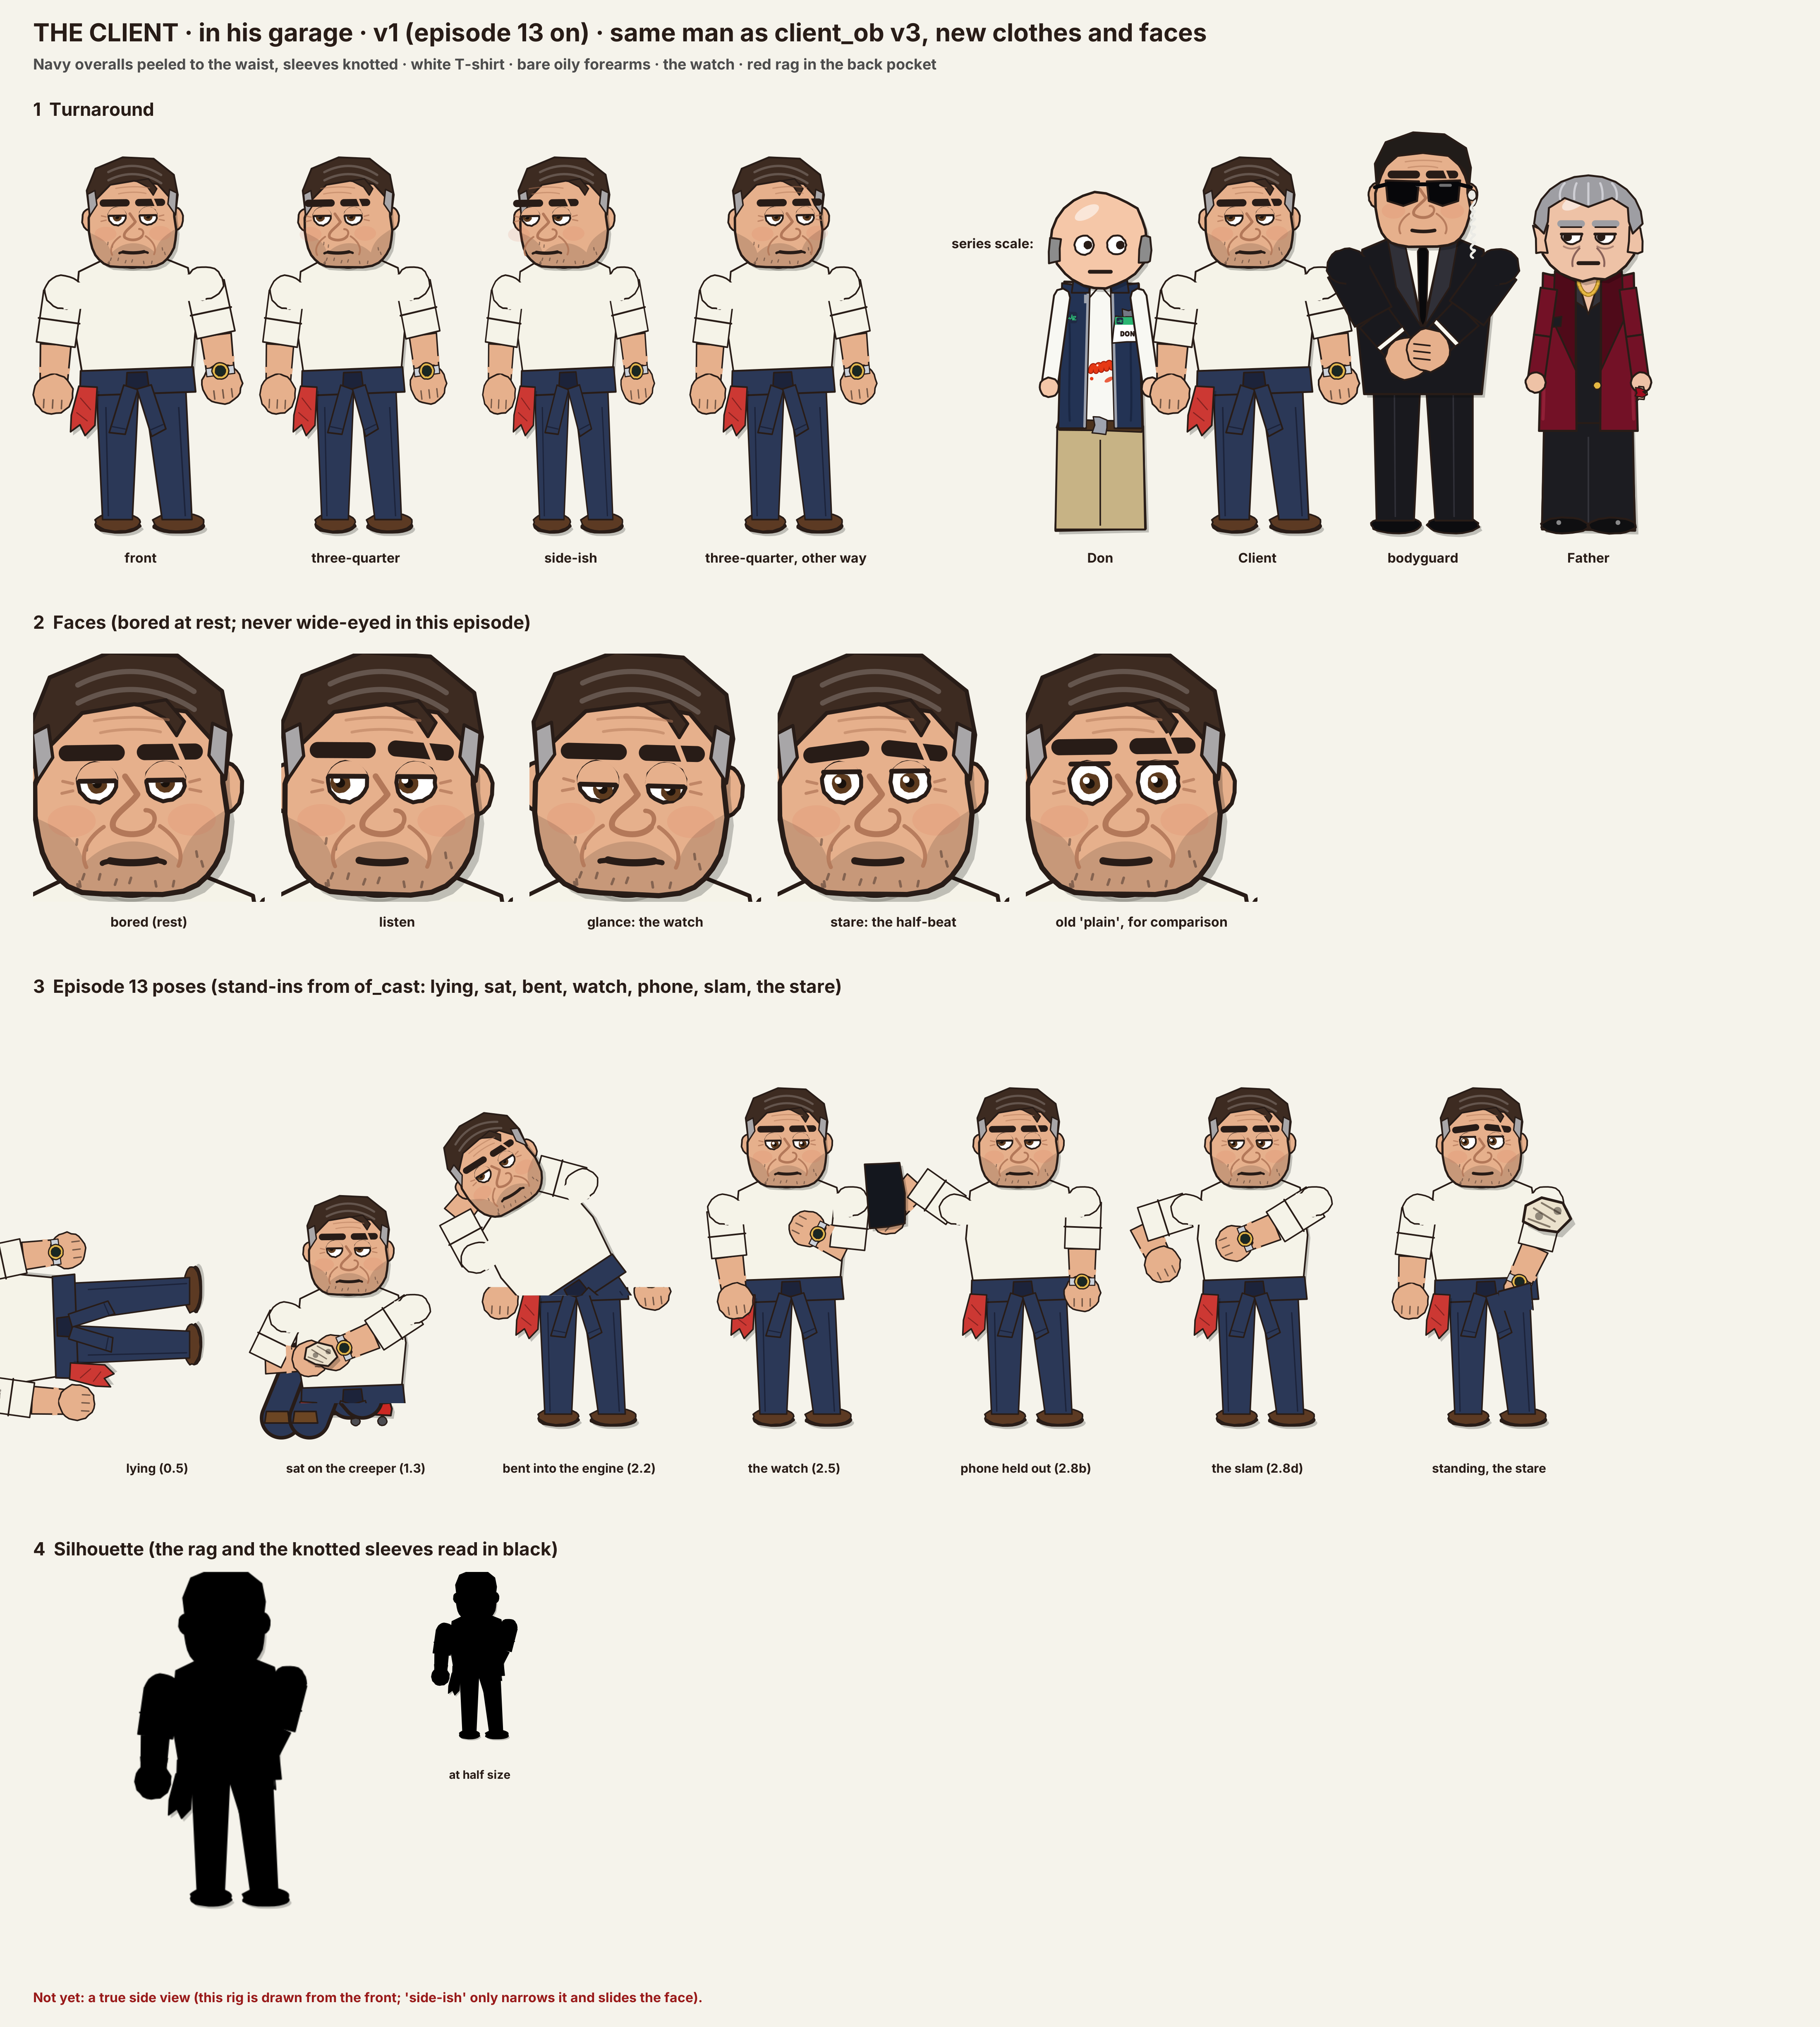 THE CLIENT · in his garage · v1 (episode 13 on) · same man as client_ob v3, new clothes and faces
Navy overalls peeled to the waist, sleeves knotted · white T-shirt · bare oily forearms · the watch · red rag in the back pocket
1 Turnaround
series scale:
DON
front
three-quarter
side-ish
three-quarter, other way
Don
Client
bodyguard
Father
2 Faces (bored at rest; never wide-eyed in this episode)
bored (rest)
listen
glance: the watch
stare: the half-beat
old 'plain', for comparison
3 Episode 13 poses (stand-ins from of_cast: lying, sat, bent, watch, phone, slam, the stare)
lying (0.5)
sat on the creeper (1.3)
bent into the engine (2.2)
the watch (2.5)
phone held out (2.8b)
the slam (2.8d)
standing, the stare
4 Silhouette (the rag and the knotted sleeves read in black)
at half size
Not yet: a true side view (this rig is drawn from the front; 'side-ish' only narrows it and slides the face).